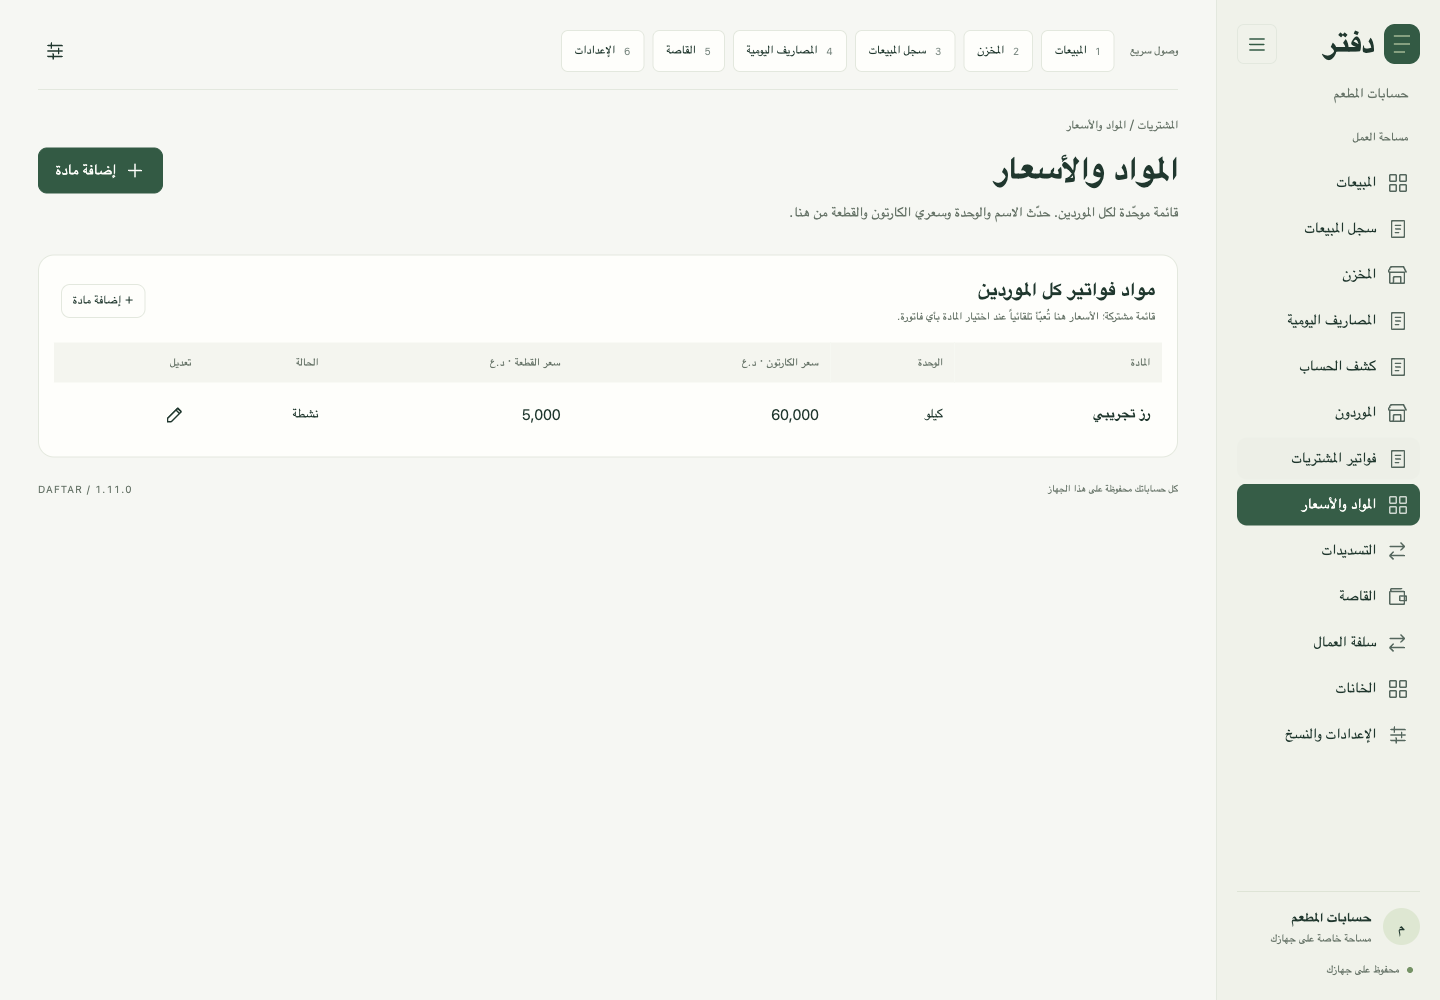 دفتر
حسابات المطعم
مساحة العمل
المبيعات
سجل المبيعات
المخزن
المصاريف اليومية
كشف الحساب
الموردون
فواتير المشتريات
المواد والأسعار
التسديدات
القاصة
سلفة العمال
الخانات
الإعدادات والنسخ
م
حسابات المطعم
مساحة خاصة على جهازك
محفوظ على جهازك
وصول سريع 1 المبيعات 2 المخزن 3 سجل المبيعات 4 المصاريف اليومية 5 القاصة 6 الإعدادات
المشتريات / المواد والأسعار
المواد والأسعار
إضافة مادة
قائمة موحّدة لكل الموردين. حدّث الاسم والوحدة وسعري الكارتون والقطعة من هنا.
مواد فواتير كل الموردين
+ إضافة مادة
قائمة مشتركة: الأسعار هنا تُعبّأ تلقائياً عند اختيار المادة بأي فاتورة.
المادة الوحدة سعر الكارتون · د.ع سعر القطعة · د.ع الحالة تعديل
رز تجريبي كيلو 60,000 5,000 نشطة
كل حساباتك محفوظة على هذا الجهاز
DAFTAR / 1.11.0